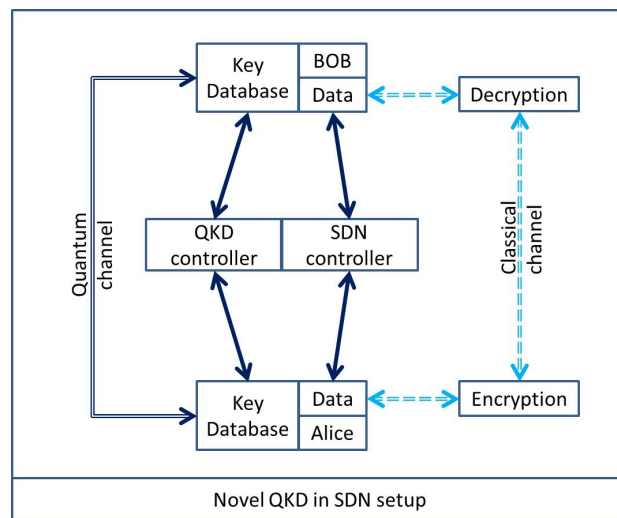 Key
Database
BOB
Data
Decryption
Quantum
channel
QKD
controller
SDN
controller
Classical
channel
Key
Database
Data
Alice
Encryption
Novel QKD in SDN setup